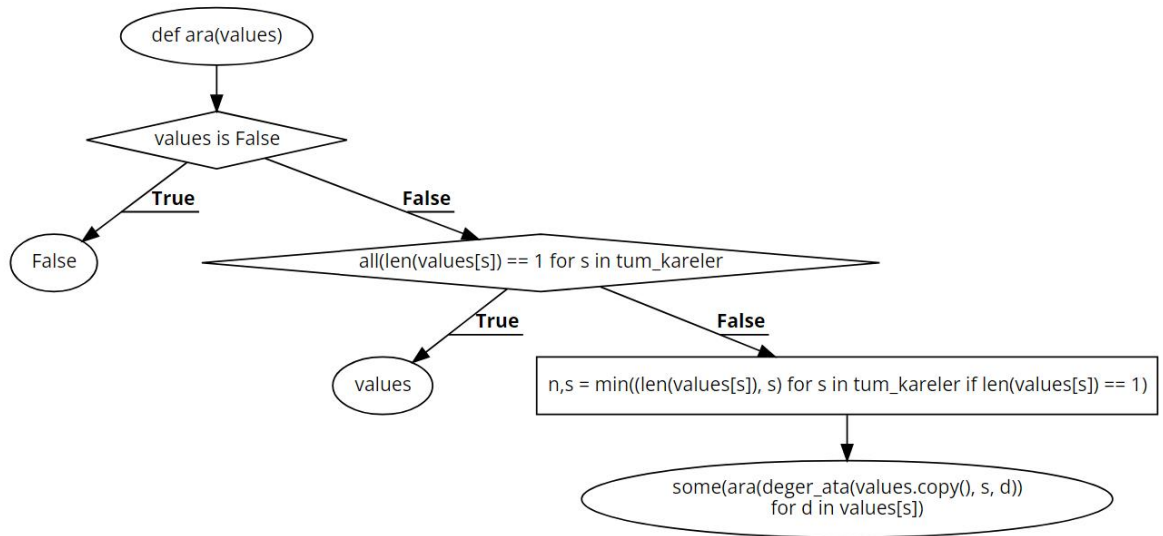 def ara(values)
values is False
True
False
False
all(len(values[s]) == 1 for s in tum_kareler
True
False
values
n,s = min((len(values[s]), s) for s in tum_kareler if len(values[s]) == 1)
some(ara(deger_ata(values.copy(), s, d))
for d in values[s])